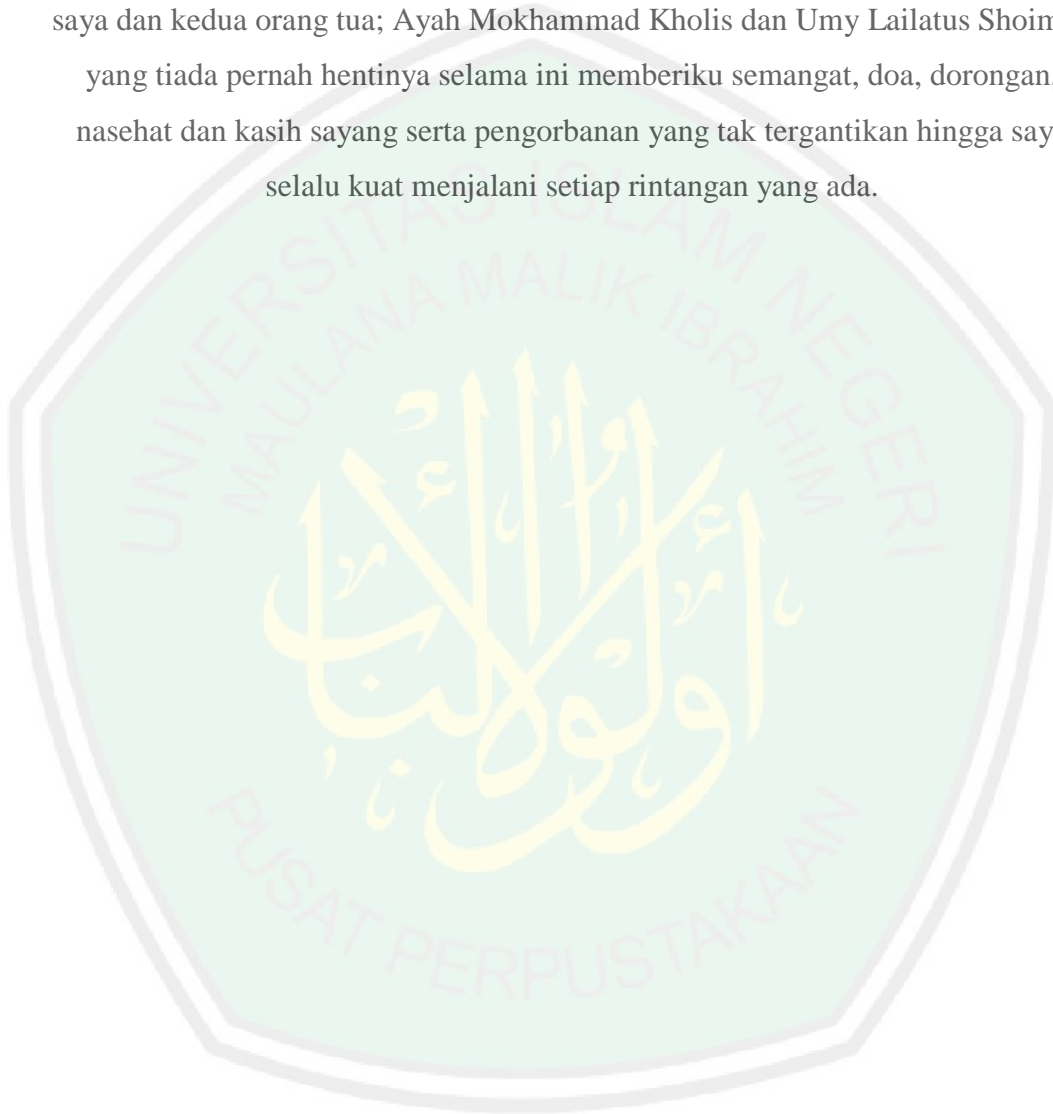 saya dan kedua orang tua; Ayah Mokhammad Kholis dan Umy Lailatus Shoim
yang tiada pernah hentinya selama ini memberiku semangat, doa, dorongan,
nasehat dan kasih sayang serta pengorbanan yang tak tergantikan hingga say
selalu kuat menjalani setiap rintangan yang ada.
UNIVERSITAS ISLAM NEGERI
MAULANA MALIK IBRAHIM
أولوا الألباب
PUSAT PERPUSTAKAAN